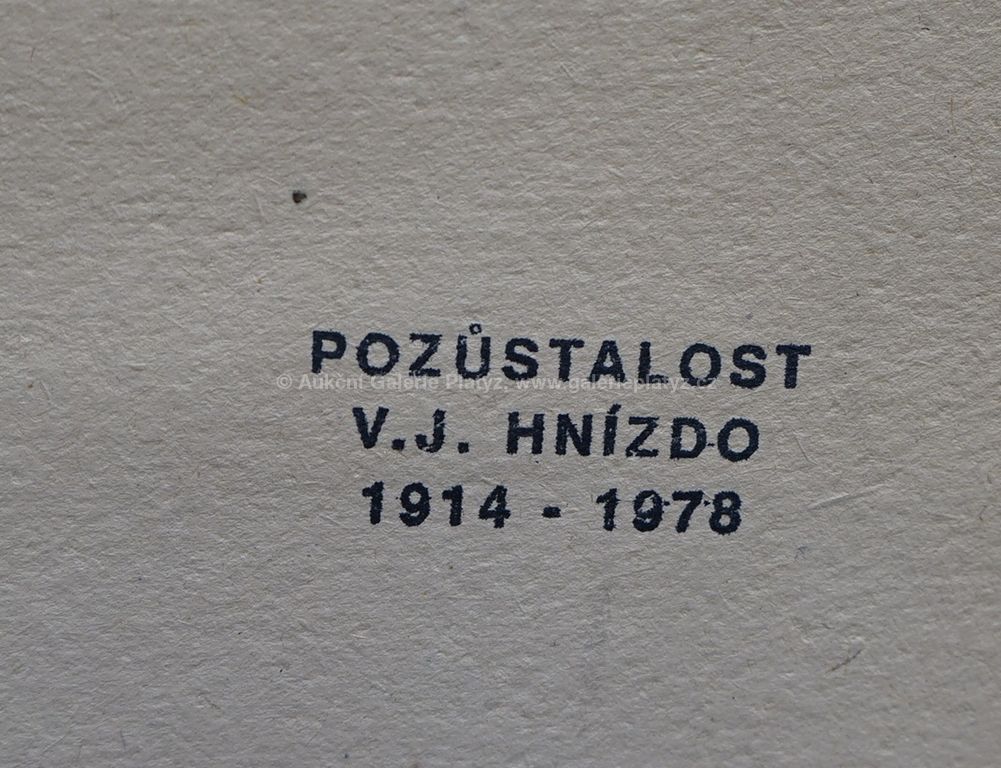 POZŮSTALOST
© Aukční Galerie Platýz, www.galerieplatyz.cz
V.J. HNÍZDO
1914 - 1978